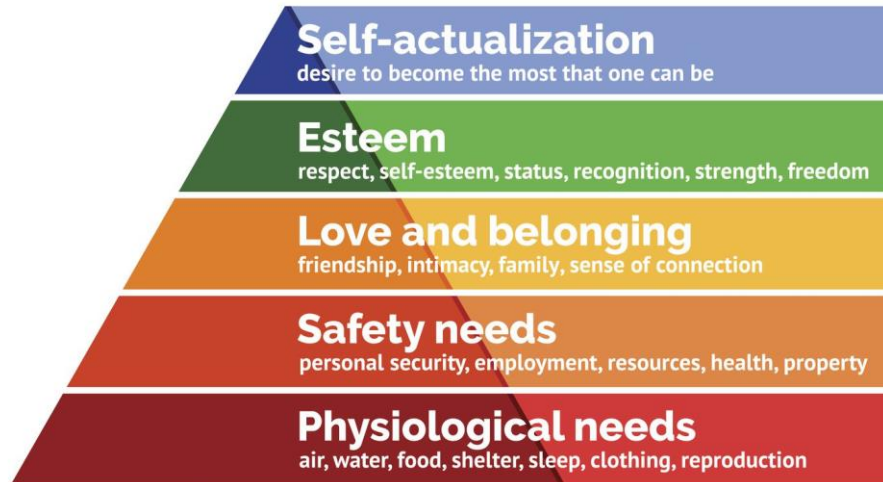 Self-actualization
desire to become the most that one can be
Esteem
respect, self-esteem, status, recognition, strength, freedom
Love and belonging
friendship, intimacy, family, sense of connection
Safety needs
personal security, employment, resources, health, property
Physiological needs
air, water, food, shelter, sleep, clothing, reproduction